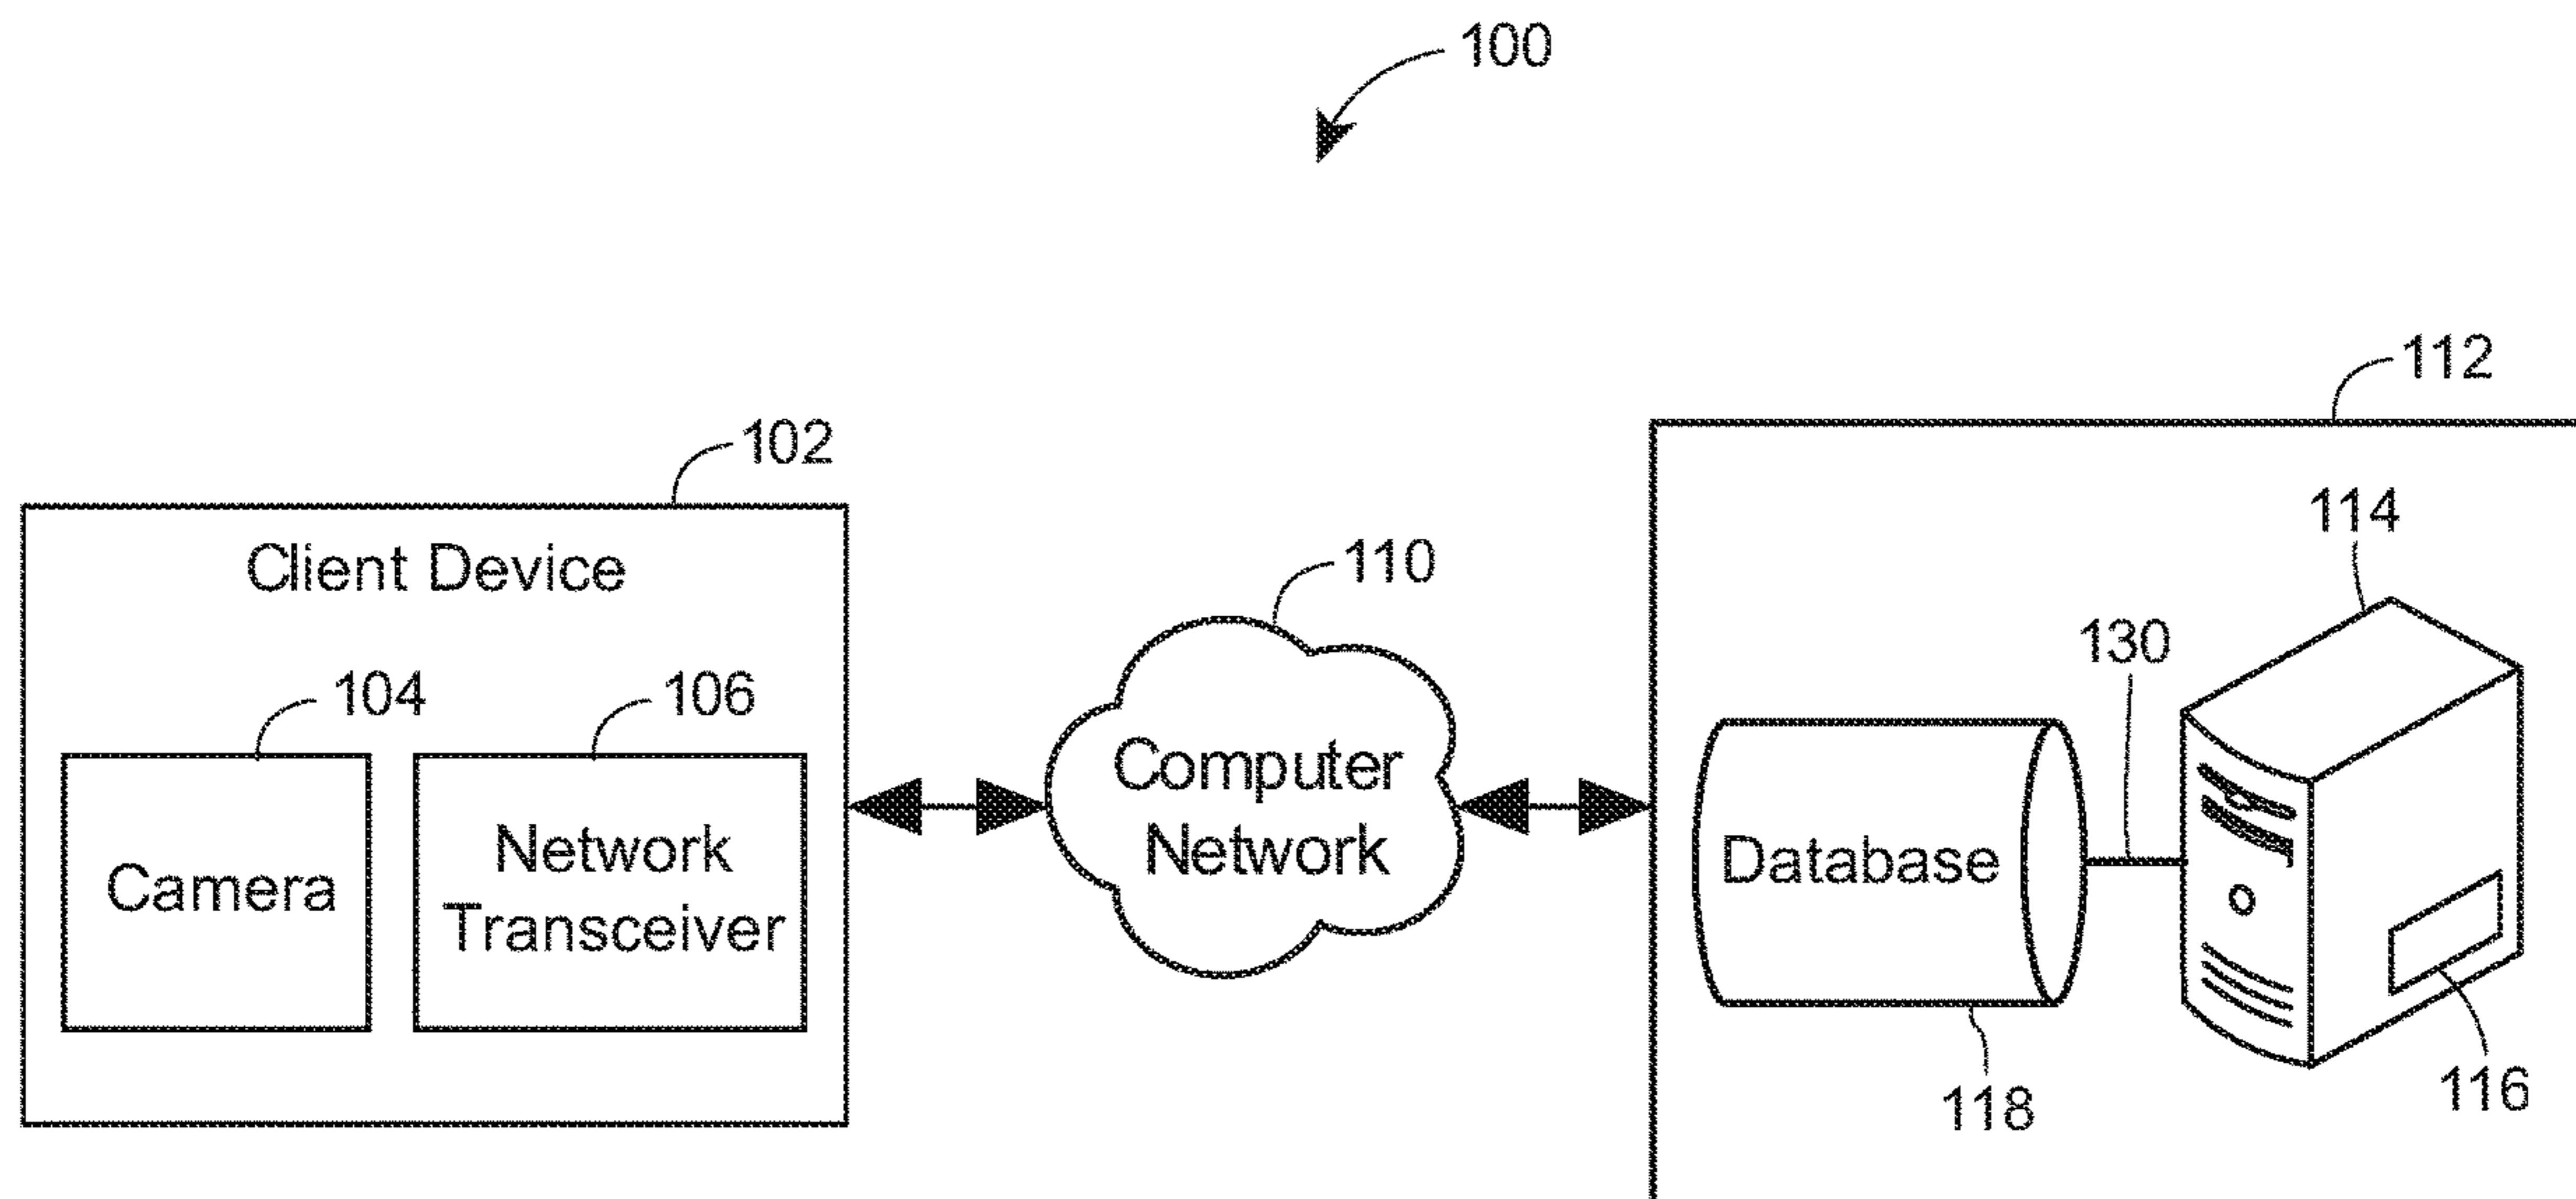 100
112
102
114
Client Device
110
130
104
106
Computer
Network
Camera
Network
Transceiver
Database
118
116